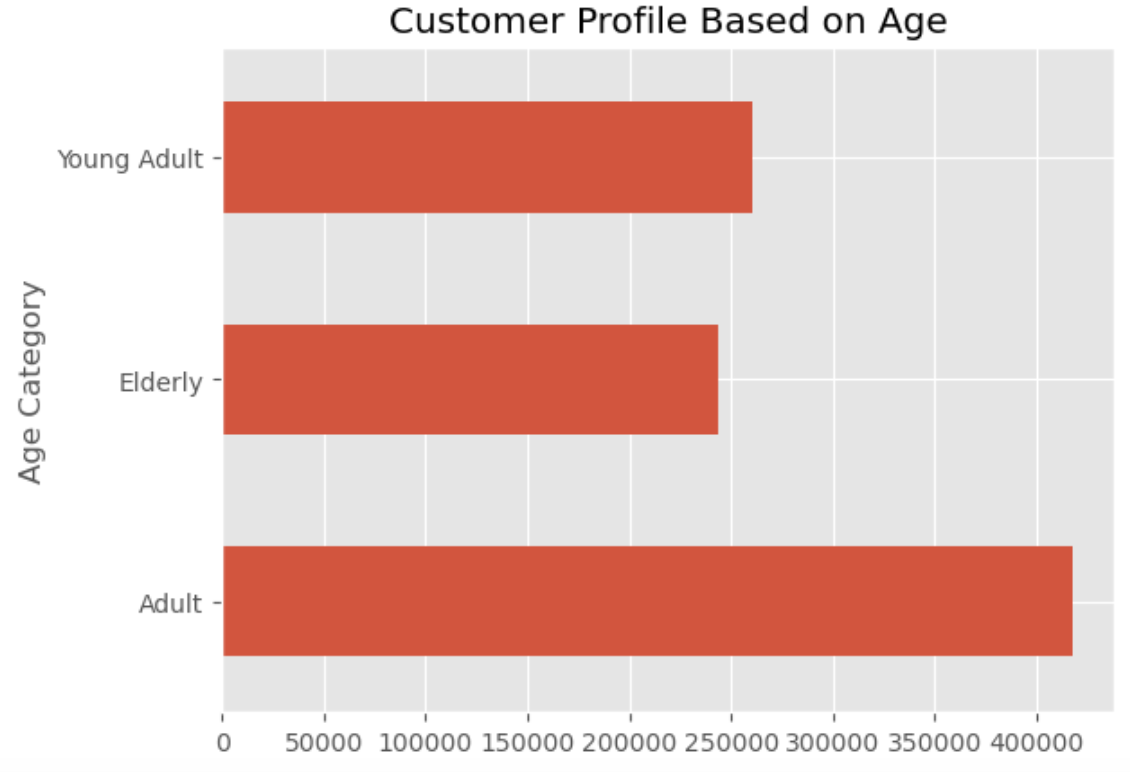 Customer Profile Based on Age
Young Adult
Elderly
Adult
Age Category
0 50000 100000 150000 200000 250000 300000 350000 400000